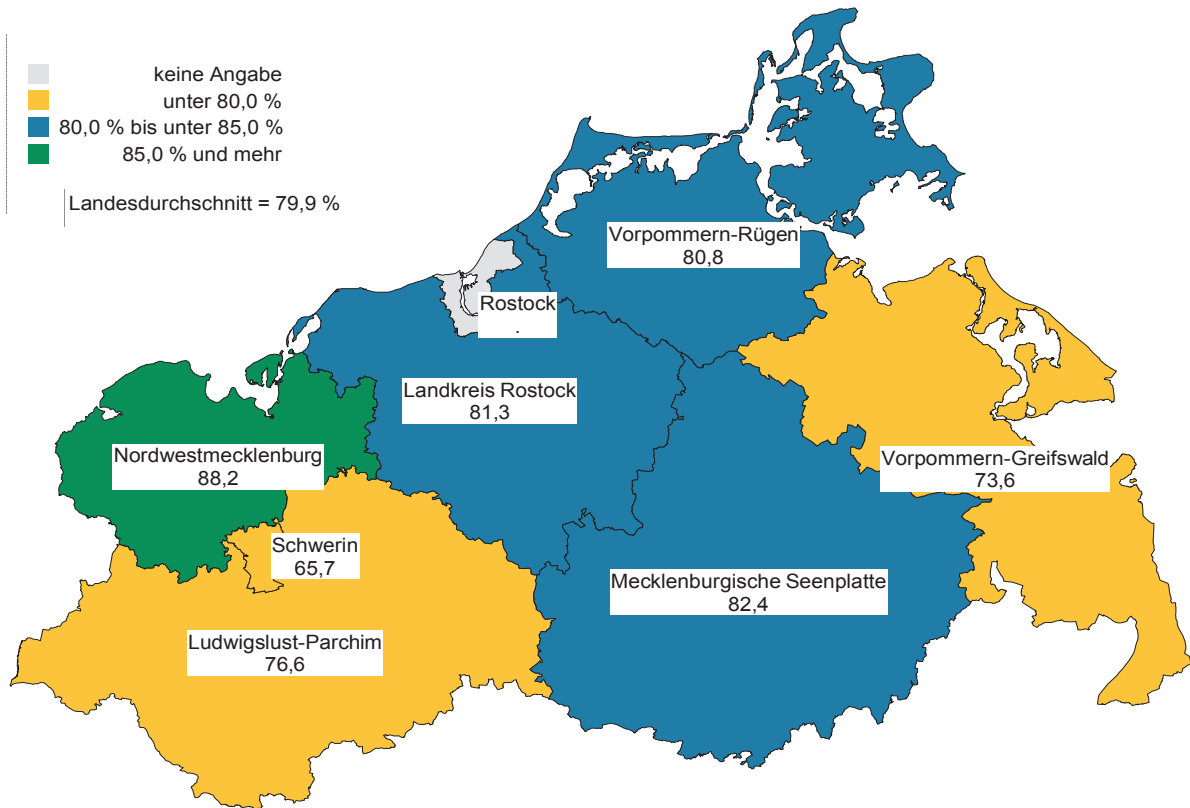 keine Angabe
unter 80,0 %
80,0 % bis unter 85,0 %
85,0 % und mehr
Landesdurchschnitt = 79,9 %
Vorpommern-Rügen
80,8
Rostock
.
Landkreis Rostock
81,3
Nordwestmecklenburg
88,2
Vorpommern-Greifswald
73,6
Schwerin
65,7
Mecklenburgische Seenplatte
82,4
Ludwigslust-Parchim
76,6